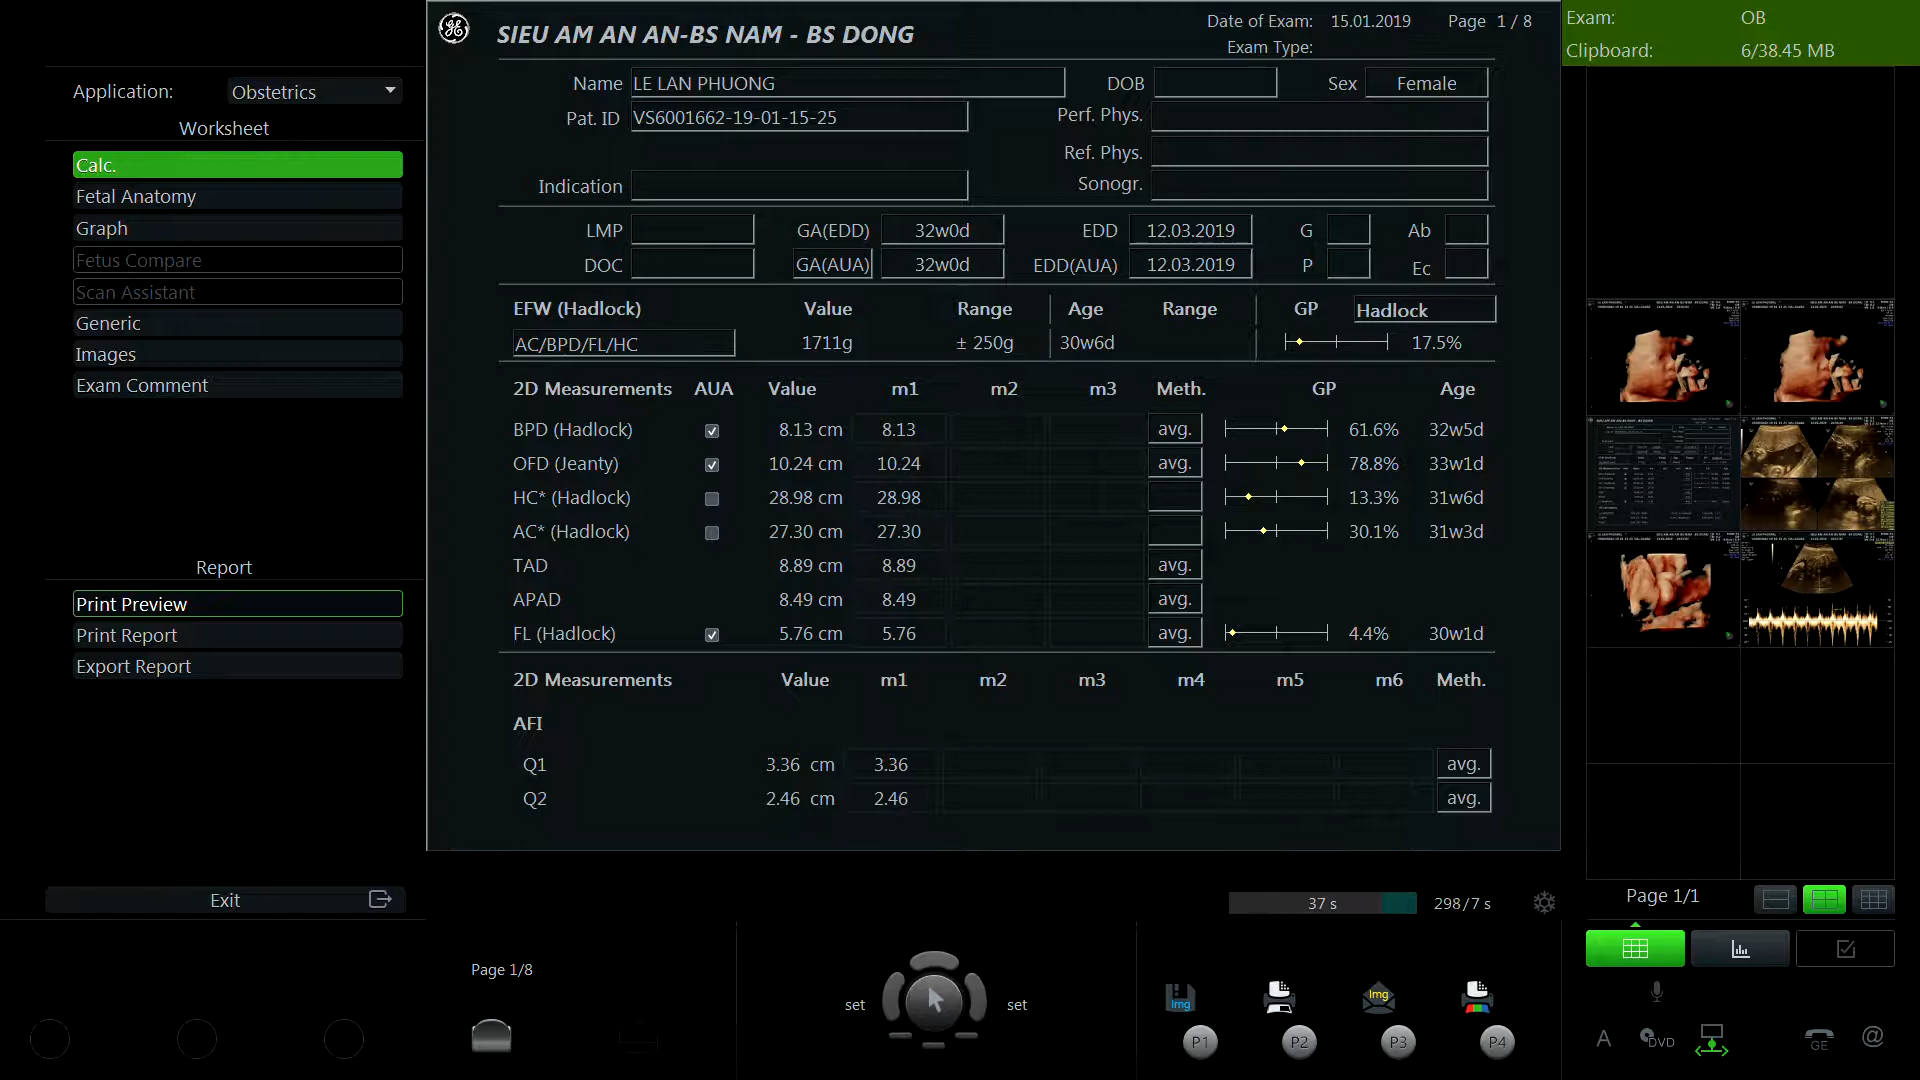 SIEU AM AN AN-BS NAM - BS DONG
Date of Exam: 15.01.2019 Page 1 / 8
Exam Type:
Exam: OB
Clipboard: 6/38.45 MB
Application: Obstetrics
Worksheet
Calc.
Fetal Anatomy
Graph
Fetus Compare
Scan Assistant
Generic
Images
Exam Comment
Report
Print Preview
Print Report
Export Report
Exit
Name LE LAN PHUONG DOB Sex Female
Pat. ID VS6001662-19-01-15-25 Perf. Phys.
Ref. Phys.
Indication Sonogr.
LMP GA(EDD) 32w0d EDD 12.03.2019 G Ab
DOC GA(AUA) 32w0d EDD(AUA) 12.03.2019 P Ec
EFW (Hadlock) Value Range Age Range GP Hadlock
AC/BPD/FL/HC 1711g ± 250g 30w6d 17.5%
2D Measurements AUA Value m1 m2 m3 Meth. GP Age
BPD (Hadlock) 8.13 cm 8.13 avg. 61.6% 32w5d
OFD (Jeanty) 10.24 cm 10.24 avg. 78.8% 33w1d
HC* (Hadlock) 28.98 cm 28.98 13.3% 31w6d
AC* (Hadlock) 27.30 cm 27.30 30.1% 31w3d
TAD 8.89 cm 8.89 avg.
APAD 8.49 cm 8.49 avg.
FL (Hadlock) 5.76 cm 5.76 avg. 4.4% 30w1d
2D Measurements Value m1 m2 m3 m4 m5 m6 Meth.
AFI
Q1 3.36 cm 3.36 avg.
Q2 2.46 cm 2.46 avg.
37 s 298/7 s
Page 1/1
Page 1/8
set set
Img Img
P1 P2 P3 P4
A DVD GE @